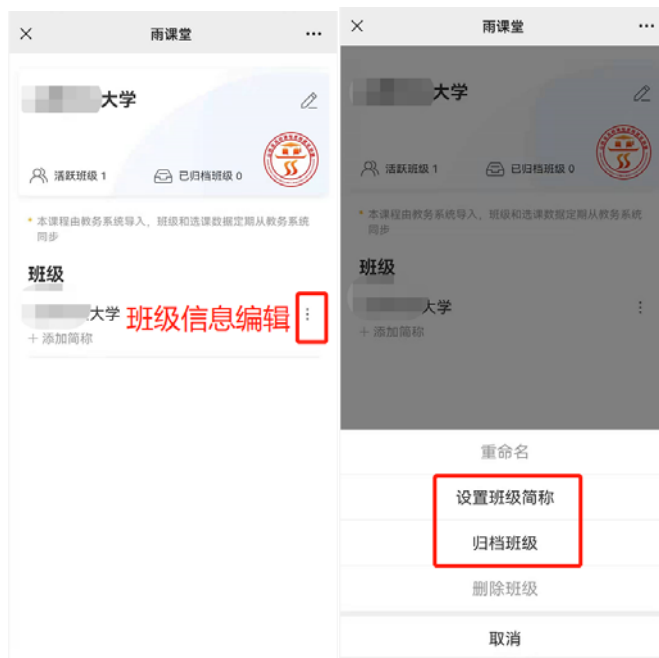 雨课堂
大学
活跃班级 1
已归档班级 0
* 本课程由教务系统导入，班级和选课数据定期从教务系统
同步
班级
大学
班级信息编辑
+ 添加简称
雨课堂
大学
活跃班级 1
已归档班级 0
* 本课程由教务系统导入，班级和选课数据定期从教务系统
同步
班级
大学
+ 添加简称
重命名
设置班级简称
归档班级
删除班级
取消